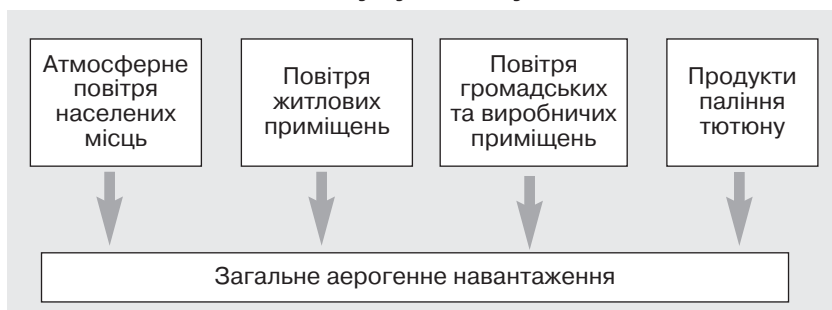 Атмосферне
повітря
населених
місць
Повітря
житлових
приміщень
Повітря
громадських
та виробничих
приміщень
Продукти
паління
тютюну
Загальне аерогенне навантаження